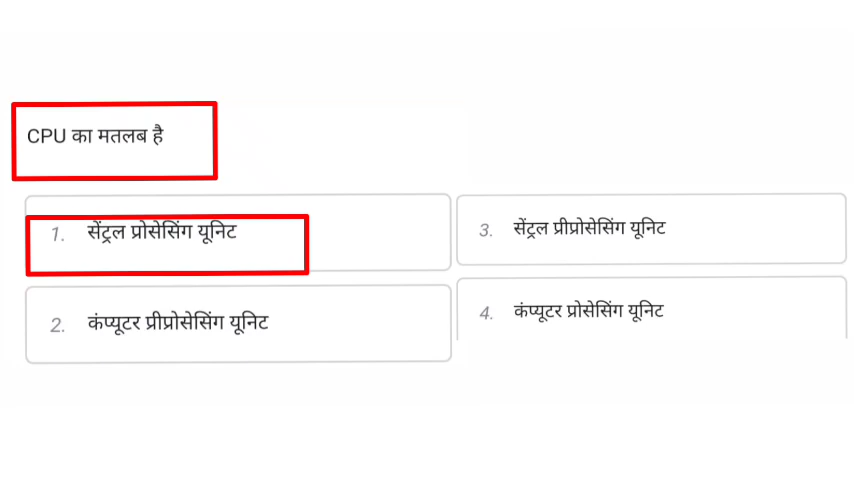 CPU का मतलब है
1. सेंट्रल प्रोसेसिंग यूनिट
2. कंप्यूटर प्रीप्रोसेसिंग यूनिट
3. सेंट्रल प्रीप्रोसेसिंग यूनिट
4. कंप्यूटर प्रोसेसिंग यूनिट